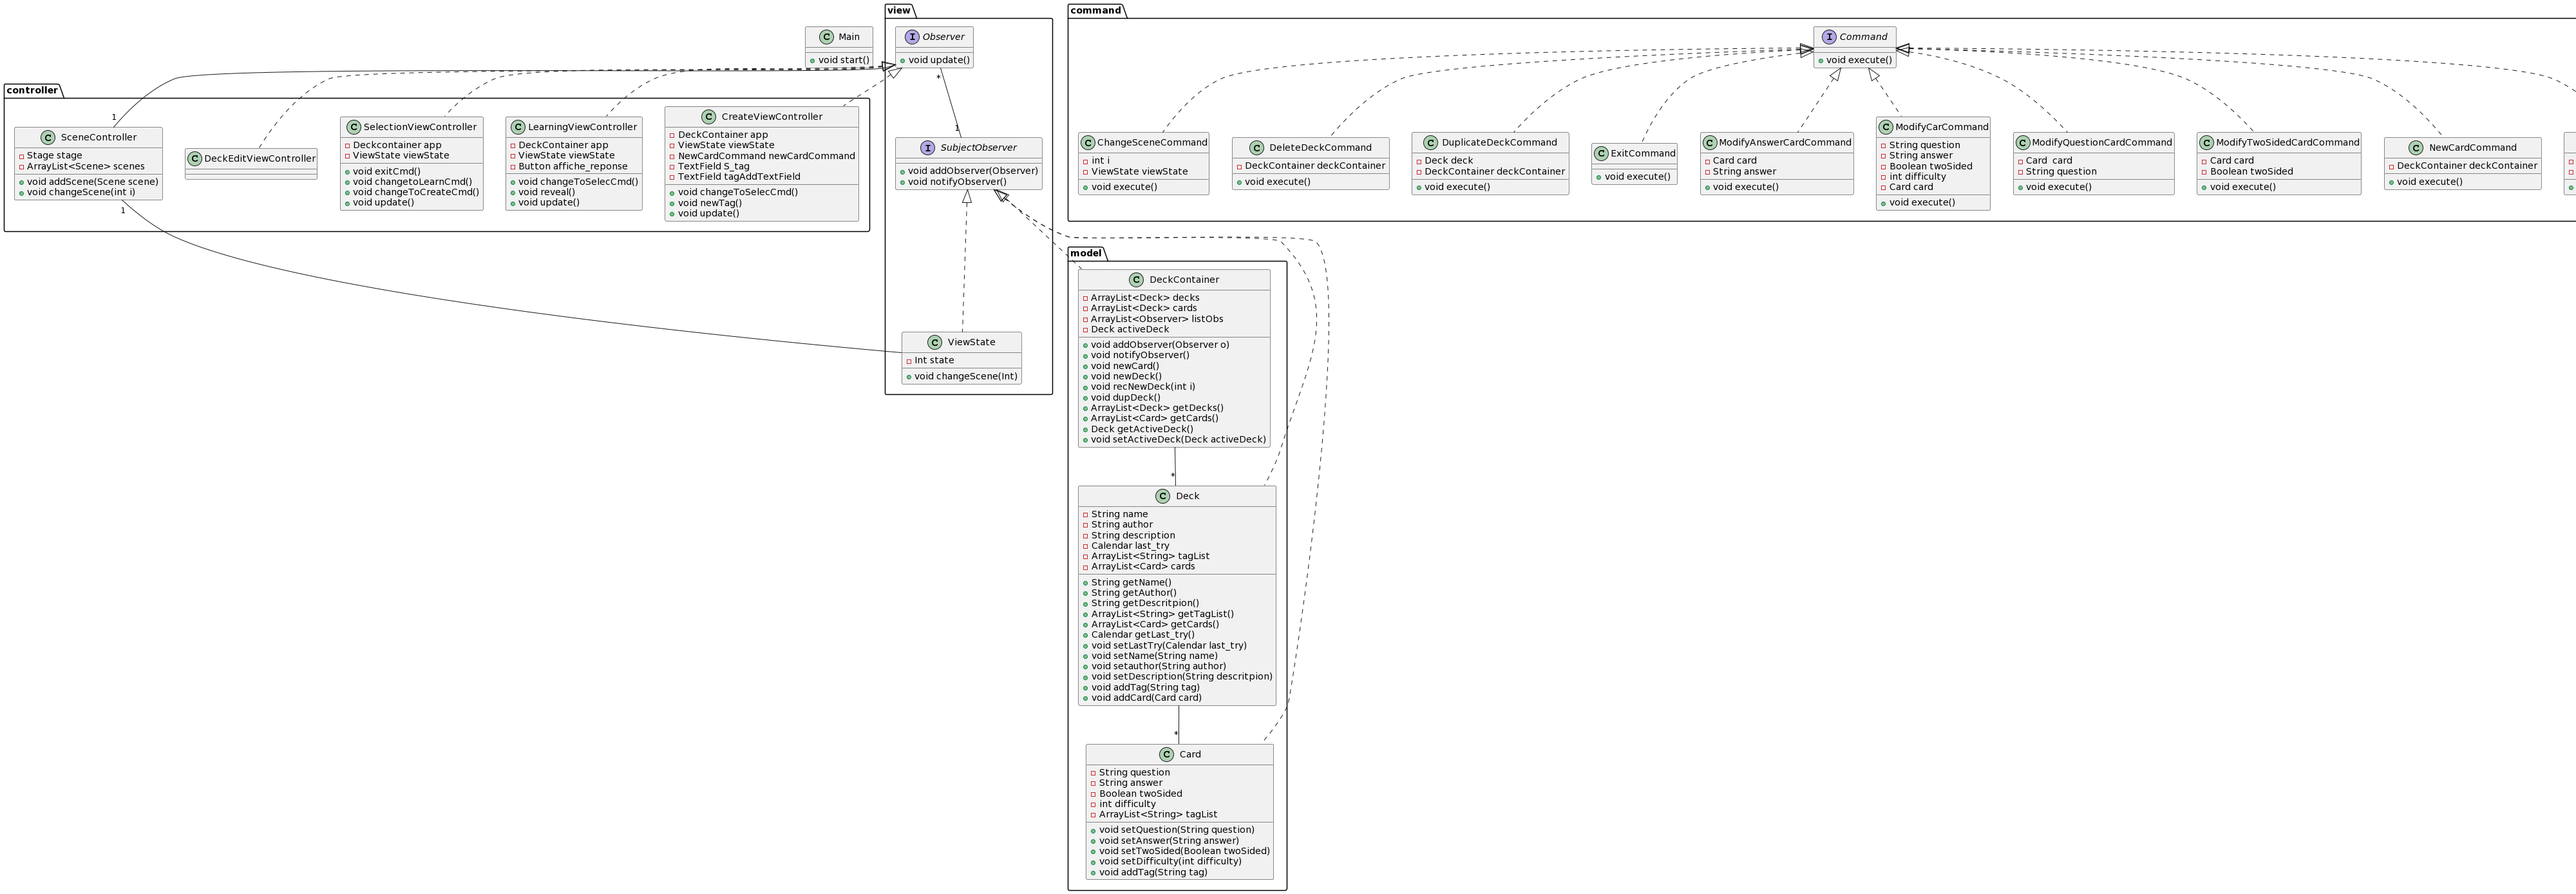 view
command
Main
void start()
I
Observer
void update()
I
Command
void execute()
*
1
1
controller
C
SceneController
Stage stage
ArrayList<Scene> scenes
void addScene(Scene scene)
void changeScene(int i)
1
C
DeckEditViewController
C
SelectionViewController
Deckcontainer app
ViewState viewState
void exitCmd()
void changetoLearnCmd()
void changeToCreateCmd()
void update()
C
LearningViewController
DeckContainer app
ViewState viewState
Button affiche_reponse
void changeToSelecCmd()
void reveal()
void update()
C
CreateViewController
DeckContainer app
ViewState viewState
NewCardCommand newCardCommand
TextField S_tag
TextField tagAddTextField
void changeToSelecCmd()
void newTag()
void update()
I
SubjectObserver
void addObserver(Observer)
void notifyObserver()
C
ViewState
Int state
void changeScene(Int)
C
ChangeSceneCommand
int i
ViewState viewState
void execute()
C
DeleteDeckCommand
DeckContainer deckContainer
void execute()
C
DuplicateDeckCommand
Deck deck
DeckContainer deckContainer
void execute()
C
ExitCommand
void execute()
C
ModifyAnswerCardCommand
Card card
String answer
void execute()
C
ModifyCarCommand
String question
String answer
Boolean twoSided
int difficulty
Card card
void execute()
C
ModifyQuestionCardCommand
Card  card
String question
void execute()
C
ModifyTwoSidedCardCommand
Card card
Boolean twoSided
void execute()
C
NewCardCommand
DeckContainer deckContainer
void execute()
model
C
DeckContainer
ArrayList<Deck> decks
ArrayList<Deck> cards
ArrayList<Observer> listObs
Deck activeDeck
void addObserver(Observer o)
void notifyObserver()
void newCard()
void newDeck()
void recNewDeck(int i)
void dupDeck()
ArrayList<Deck> getDecks()
ArrayList<Card> getCards()
Deck getActiveDeck()
void setActiveDeck(Deck activeDeck)
*
C
Deck
String name
String author
String description
Calendar last_try
ArrayList<String> tagList
ArrayList<Card> cards
String getName()
String getAuthor()
String getDescritpion()
ArrayList<String> getTagList()
ArrayList<Card> getCards()
Calendar getLast_try()
void setLastTry(Calendar last_try)
void setName(String name)
void setauthor(String author)
void setDescription(String descritpion)
void addTag(String tag)
void addCard(Card card)
*
C
Card
String question
String answer
Boolean twoSided
int difficulty
ArrayList<String> tagList
void setQuestion(String question)
void setAnswer(String answer)
void setTwoSided(Boolean twoSided)
void setDifficulty(int difficulty)
void addTag(String tag)